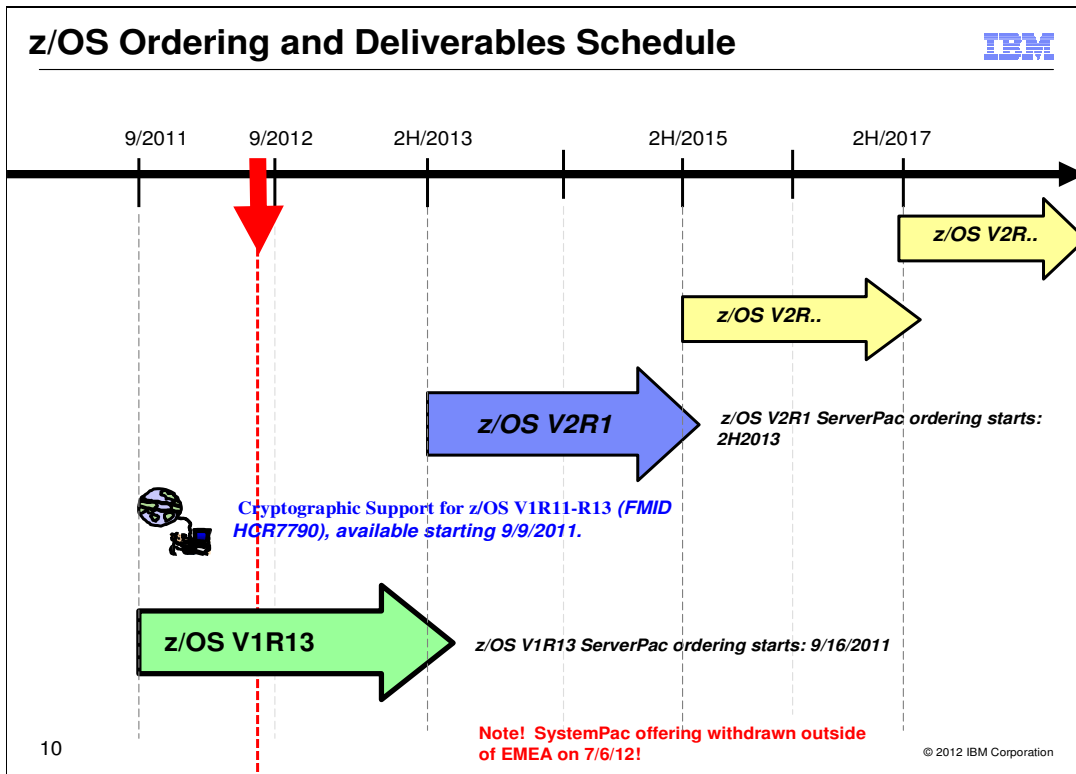 z/OS Ordering and Deliverables Schedule
IBM
9/2011
9/2012
2H/2013
2H/2015
2H/2017
z/OS V2R..
z/OS V2R..
z/OS V2R1
z/OS V2R1 ServerPac ordering starts:
2H2013
Cryptographic Support for z/OS V1R11-R13 (FMID
HCR7790), available starting 9/9/2011.
z/OS V1R13
z/OS V1R13 ServerPac ordering starts: 9/16/2011
Note! SystemPac offering withdrawn outside
of EMEA on 7/6/12!
10
© 2012 IBM Corporation